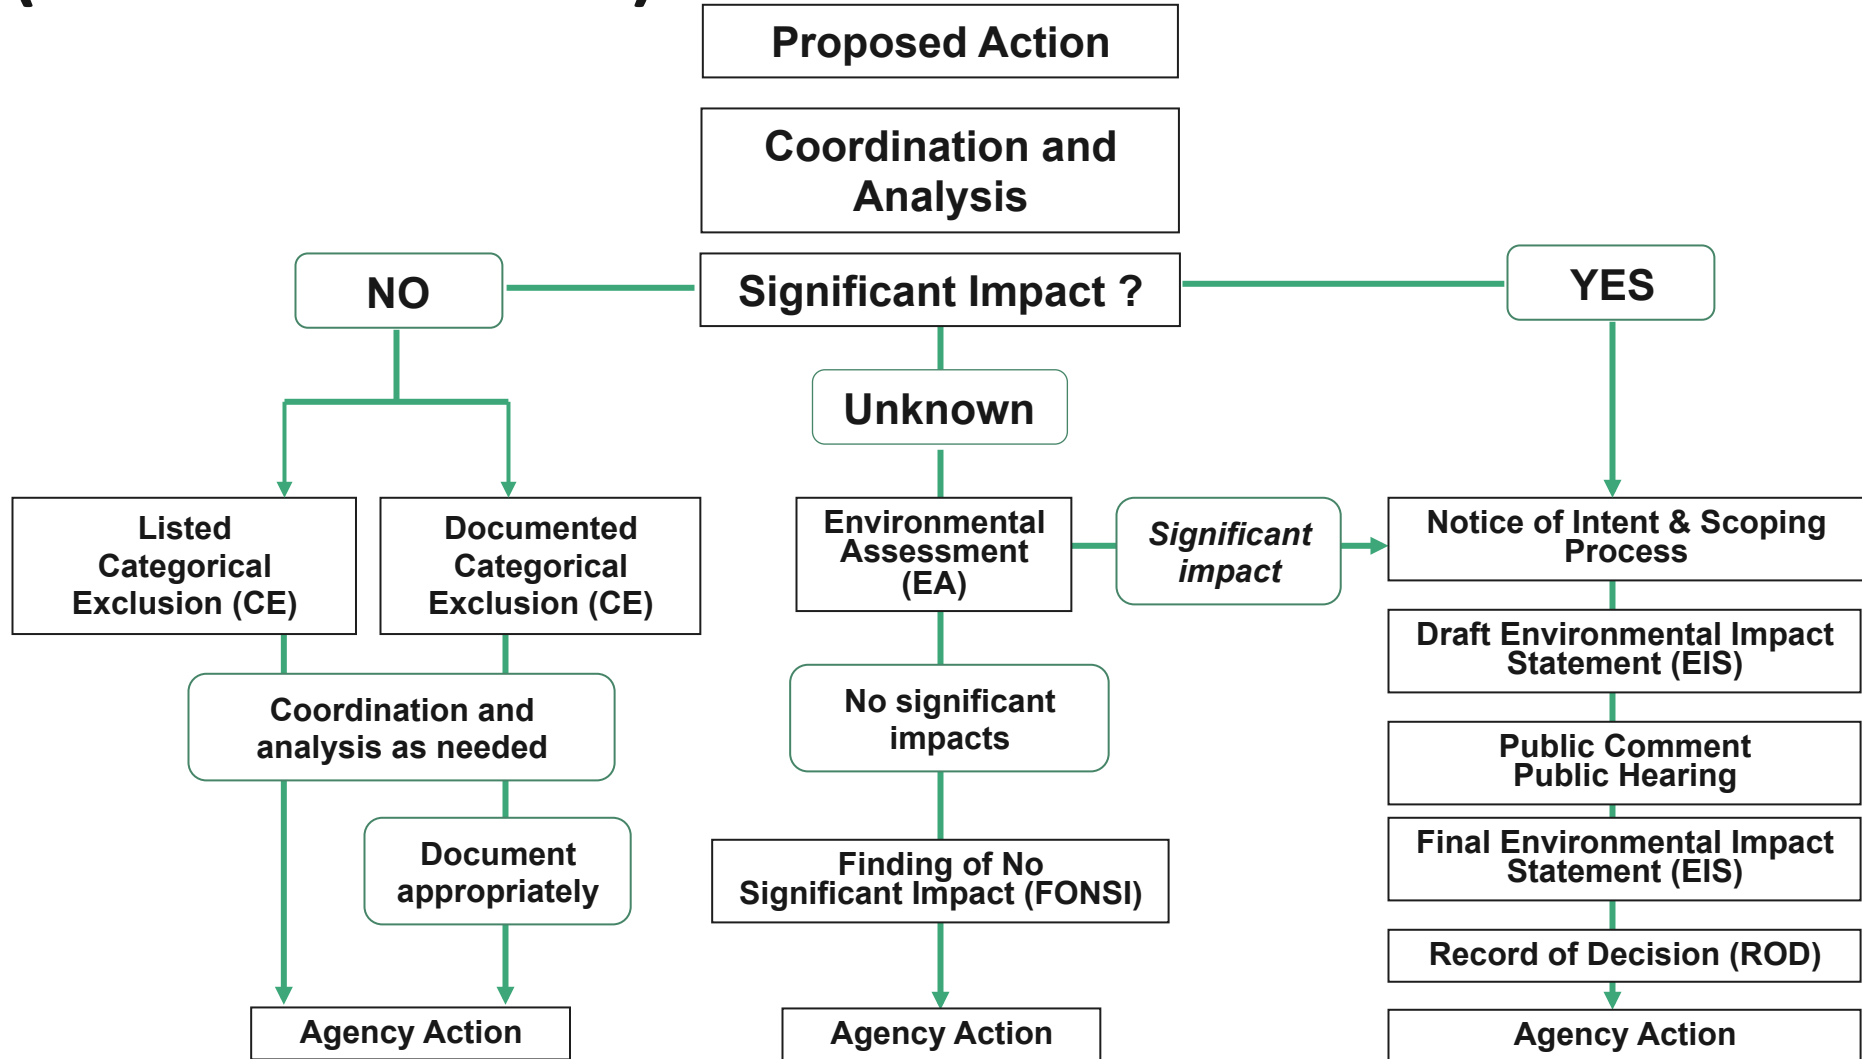 Proposed Action
Coordination and
Analysis
NO
Significant Impact ?
YES
Unknown
Listed
Categorical
Exclusion (CE)
Documented
Categorical
Exclusion (CE)
Environmental
Assessment
(EA)
Significant
impact
Notice of Intent & Scoping
Process
Draft Environmental Impact
Statement (EIS)
Coordination and
analysis as needed
No significant
impacts
Public Comment
Public Hearing
Document
appropriately
Finding of No
Significant Impact (FONSI)
Final Environmental Impact
Statement (EIS)
Record of Decision (ROD)
Agency Action
Agency Action
Agency Action